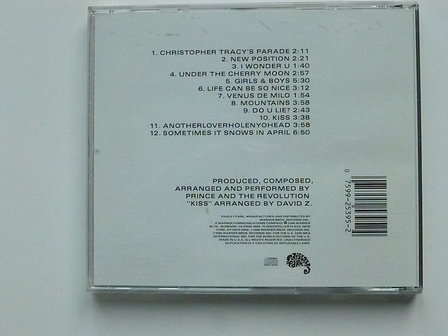 1. CHRISTOPHER TRACY'S PARADE 2:11
2. NEW POSITION 2:21
3. I WONDER U 1:40
4. UNDER THE CHERRY MOON 2:57
5. GIRLS & BOYS 5:30
6. LIFE CAN BE SO NICE 3:12
7. VENUS DE MILO 1:54
8. MOUNTAINS 3:58
9. DO U LIE? 2:43
10. KISS 3:38
11. ANOTHERLOVERHOLENYOHEAD 3:58
12. SOMETIMES IT SNOWS IN APRIL 6:50
PRODUCED, COMPOSED,
ARRANGED AND PERFORMED BY
PRINCE AND THE REVOLUTION
"KISS" ARRANGED BY DAVID Z.
0 7599-25395-2